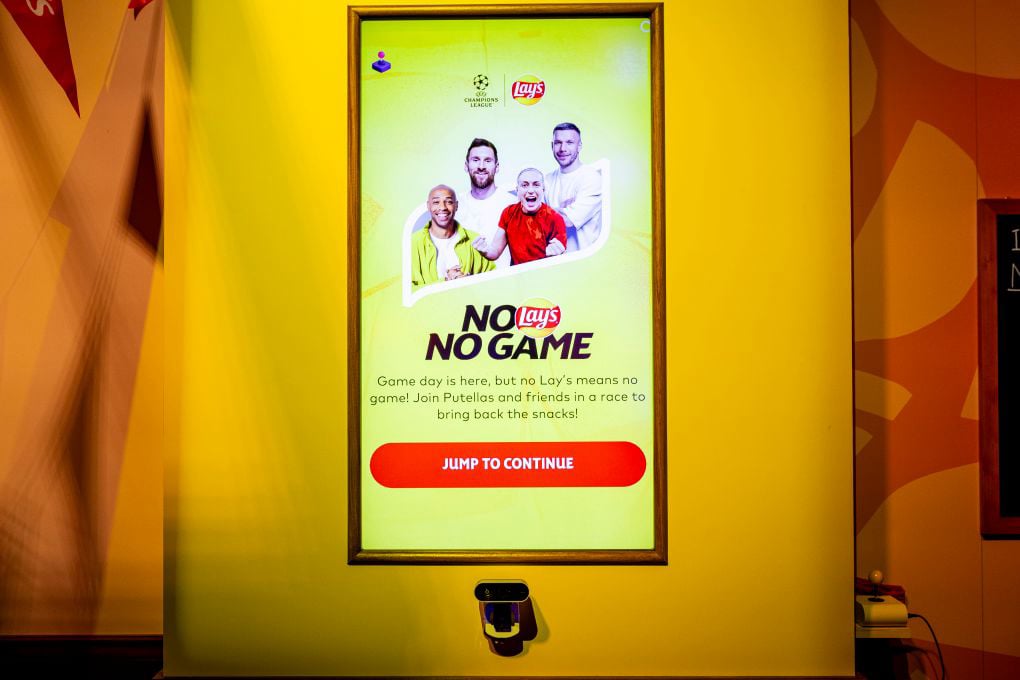 UEFA
CHAMPIONS
LEAGUE
Lay's
NO Lay's
NO GAME
Game day is here, but no Lay's means no
game! Join Putellas and friends in a race to
bring back the snacks!
JUMP TO CONTINUE